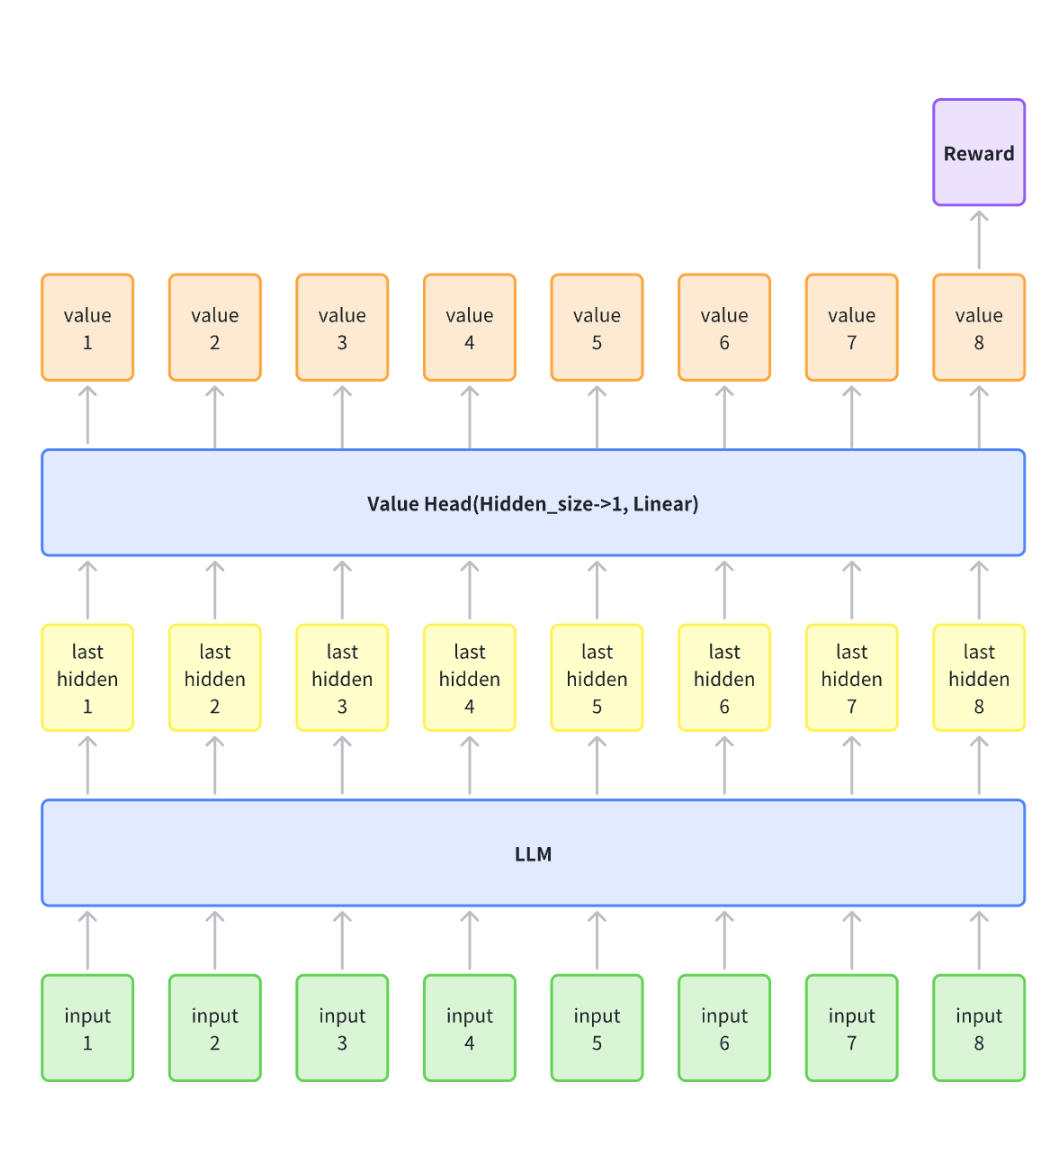 Reward
value
1
value
2
value
3
value
4
value
5
value
6
value
7
value
8
Value Head(Hidden_size->1, Linear)
last
hidden
1
last
hidden
2
last
hidden
3
last
hidden
4
last
hidden
5
last
hidden
6
last
hidden
7
last
hidden
8
LLM
input
1
input
2
input
3
input
4
input
5
input
6
input
7
input
8